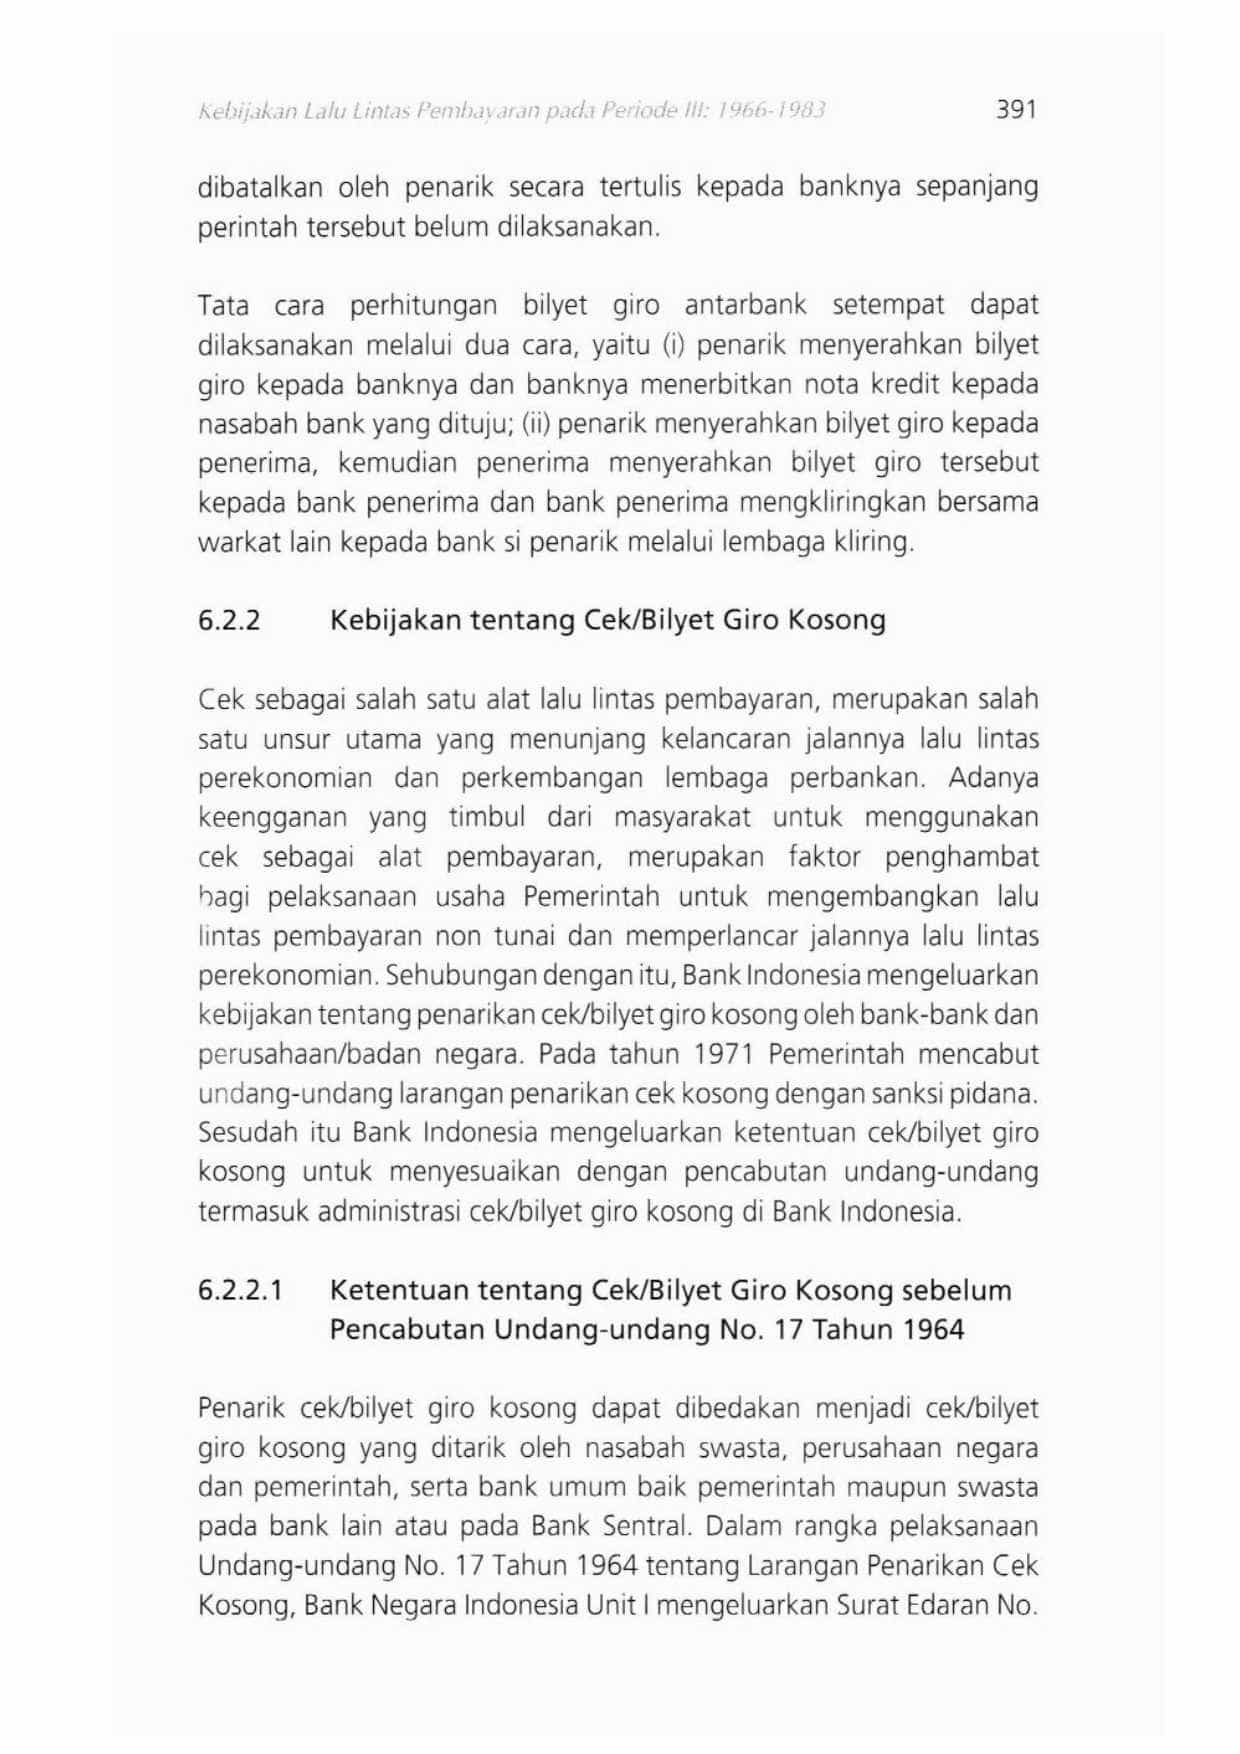 Kebijakan Lalu Lintas Pembayaran pada Periode III: 1966-1983 391
dibatalkan oleh penarik secara tertulis kepada banknya sepanjang
perintah tersebut belum dilaksanakan.
Tata cara perhitungan bilyet giro antarbank setempat dapat
dilaksanakan melalui dua cara, yaitu (i) penarik menyerahkan bilyet
giro kepada banknya dan banknya menerbitkan nota kredit kepada
nasabah bank yang dituju; (ii) penarik menyerahkan bilyet giro kepada
penerima, kemudian penerima menyerahkan bilyet giro tersebut
kepada bank penerima dan bank penerima mengkliringkan bersama
warkat lain kepada bank si penarik melalui lembaga kliring.
6.2.2 Kebijakan tentang Cek/Bilyet Giro Kosong
Cek sebagai salah satu alat lalu lintas pembayaran, merupakan salah
satu unsur utama yang menunjang kelancaran jalannya lalu lintas
perekonomian dan perkembangan lembaga perbankan. Adanya
keengganan yang timbul dari masyarakat untuk menggunakan
cek sebagai alat pembayaran, merupakan faktor penghambat
bagi pelaksanaan usaha Pemerintah untuk mengembangkan lalu
lintas pembayaran non tunai dan memperlancar jalannya lalu lintas
perekonomian. Sehubungan dengan itu, Bank Indonesia mengeluarkan
kebijakan tentang penarikan cek/bilyet giro kosong oleh bank-bank dan
perusahaan/badan negara. Pada tahun 1971 Pemerintah mencabut
undang-undang larangan penarikan cek kosong dengan sanksi pidana.
Sesudah itu Bank Indonesia mengeluarkan ketentuan cek/bilyet giro
kosong untuk menyesuaikan dengan pencabutan undang-undang
termasuk administrasi cek/bilyet giro kosong di Bank Indonesia.
6.2.2.1 Ketentuan tentang Cek/Bilyet Giro Kosong sebelum
Pencabutan Undang-undang No. 17 Tahun 1964
Penarik cek/bilyet giro kosong dapat dibedakan menjadi cek/bilyet
giro kosong yang ditarik oleh nasabah swasta, perusahaan negara
dan pemerintah, serta bank umum baik pemerintah maupun swasta
pada bank lain atau pada Bank Sentral. Dalam rangka pelaksanaan
Undang-undang No. 17 Tahun 1964 tentang Larangan Penarikan Cek
Kosong, Bank Negara Indonesia Unit I mengeluarkan Surat Edaran No.